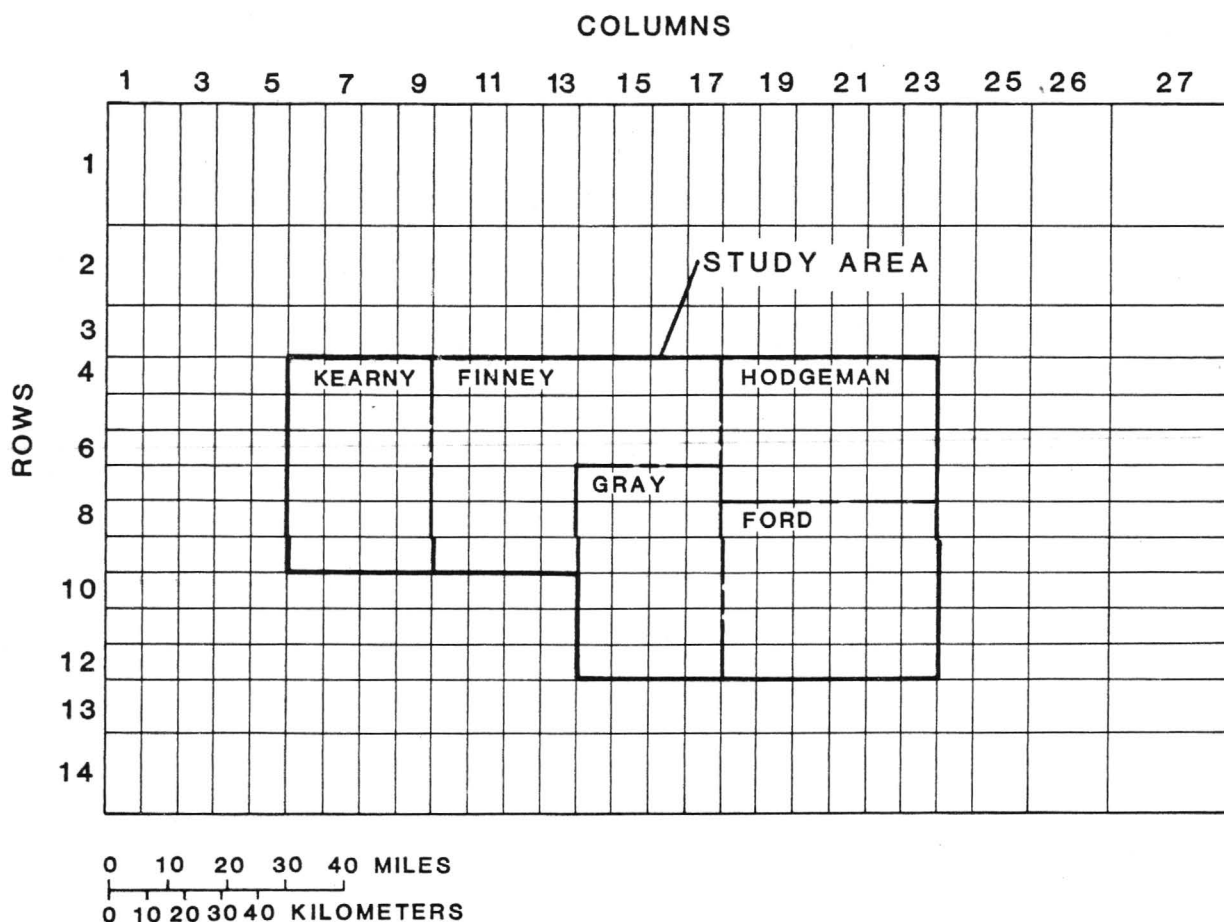 COLUMNS
1 3 5 7 9 11 13 15 17 19 21 23 25 26 27
ROWS
1
2
3
4
6
8
10
12
13
14
STUDY AREA
KEARNY FINNEY HODGEMAN
GRAY
FORD
0 10 20 30 40 MILES
0 10 20 30 40 KILOMETERS